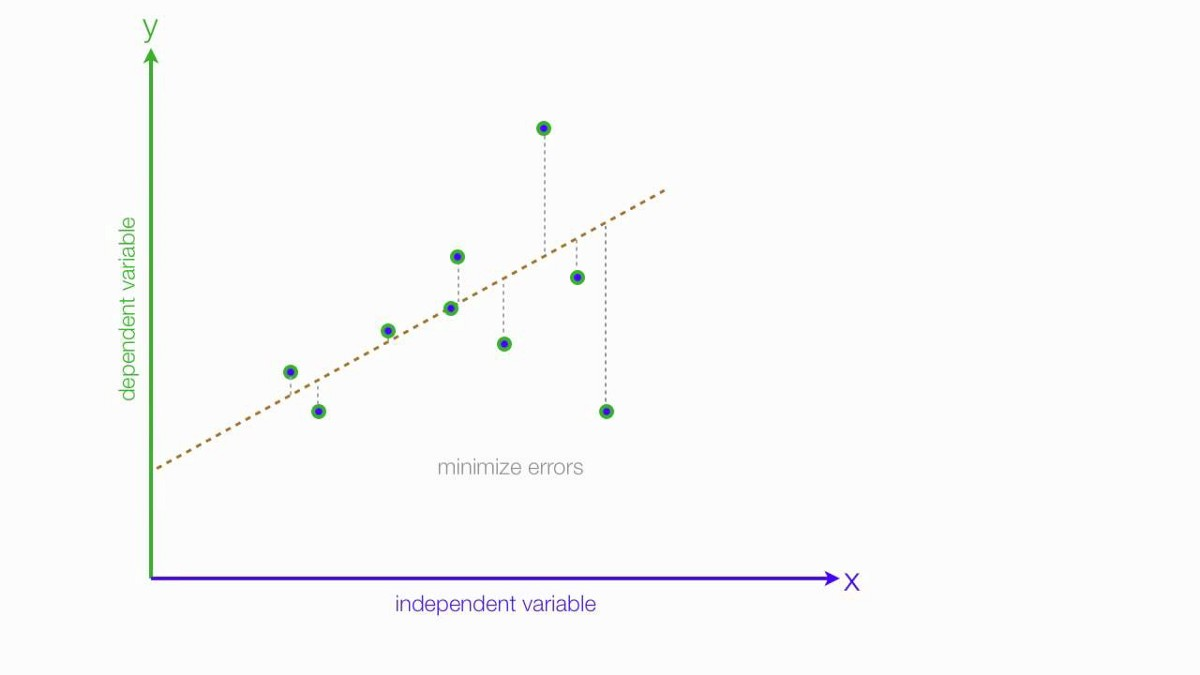 y
dependent variable
minimize errors
x
independent variable